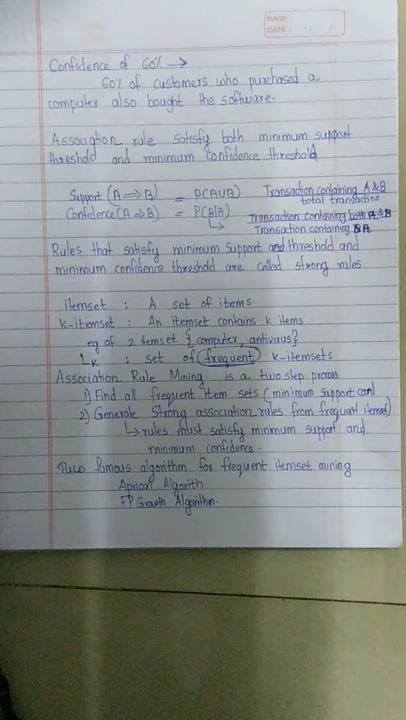 PAGE:
DATE: / /
Confidence of 60% →
60% of customers who purchased a
computer also bought the software.
Association rule satisfy both minimum support
threshold and minimum confidence threshold
Support (A ⇒ B) = P(A∪B) Transaction containing A & B
total transaction
Confidence (A ⇒ B) = P(B|A) Transaction containing both A & B
↳ Transaction containing A
Rules that satisfy minimum support and threshold and
minimum confidence threshold are called strong rules.
itemset : A set of items.
K-itemset : An itemset contains k items
eg of 2 itemset {computer, antivirus}
LK : set of frequent k-itemsets
Association Rule Mining is a two step process
1) Find all frequent item sets (minimum support
2) Generate Strong association rules from frequent itemset)
↳ rules must satisfy minimum support and
minimum confidence.
Two famous algorithm for frequent itemset mining
Apriori Algorith
FP Growth Algorithm.